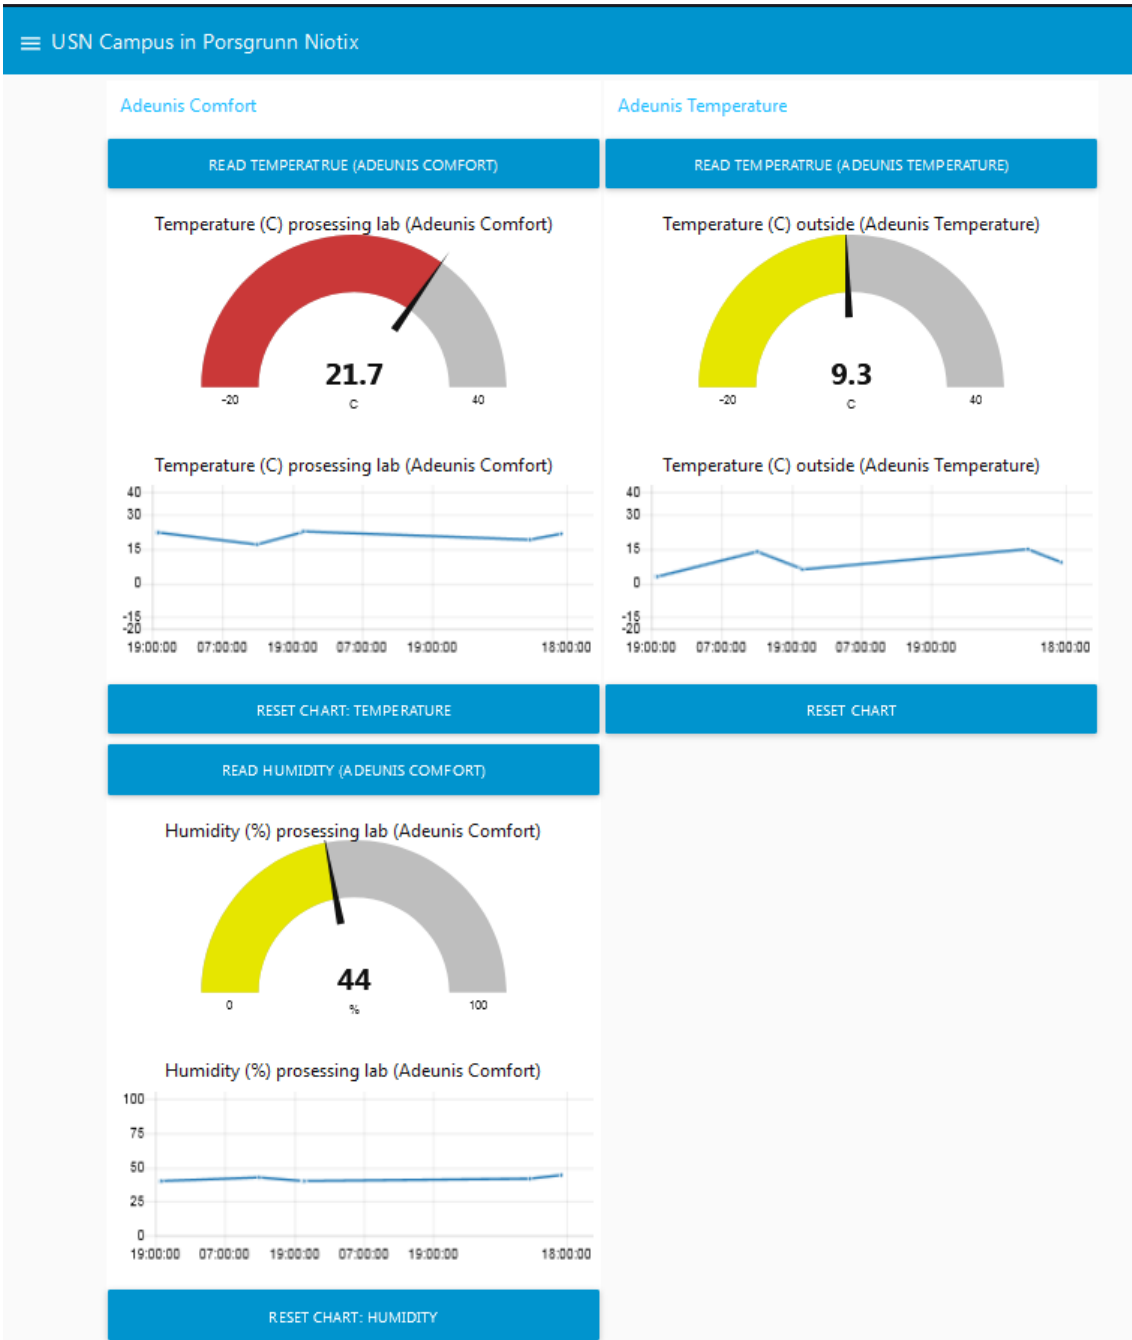 USN Campus in Porsgrunn Niotix
Adeunis Comfort
READ TEMPERATRUE (ADEUNIS COMFORT)
Temperature (C) prosessing lab (Adeunis Comfort)
21.7
-20
C
40
Temperature (C) prosessing lab (Adeunis Comfort)
40
30
15
0
-15
-20
19:00:00 07:00:00 19:00:00 07:00:00 19:00:00 18:00:00
RESET CHART: TEMPERATURE
READ HUMIDITY (ADEUNIS COMFORT)
Humidity (%) prosessing lab (Adeunis Comfort)
44
0
%
100
Humidity (%) prosessing lab (Adeunis Comfort)
100
75
50
25
0
19:00:00 07:00:00 19:00:00 07:00:00 19:00:00 18:00:00
RESET CHART: HUMIDITY
Adeunis Temperature
READ TEMPERATRUE (ADEUNIS TEMPERATURE)
Temperature (C) outside (Adeunis Temperature)
9.3
-20
C
40
Temperature (C) outside (Adeunis Temperature)
40
30
15
0
-15
-20
19:00:00 07:00:00 19:00:00 07:00:00 19:00:00 18:00:00
RESET CHART